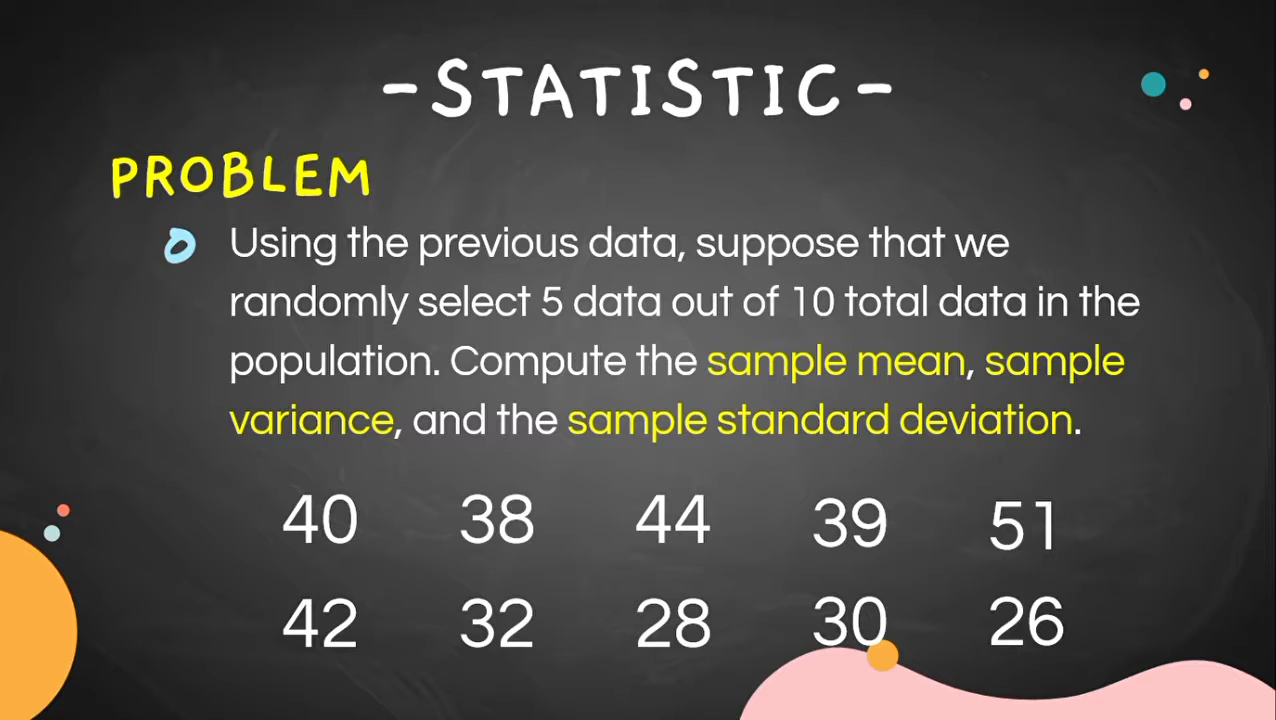 -STATISTIC-
PROBLEM
Using the previous data, suppose that we
randomly select 5 data out of 10 total data in the
population. Compute the sample mean, sample
variance, and the sample standard deviation.
40 38 44 39 51
42 32 28 30 26